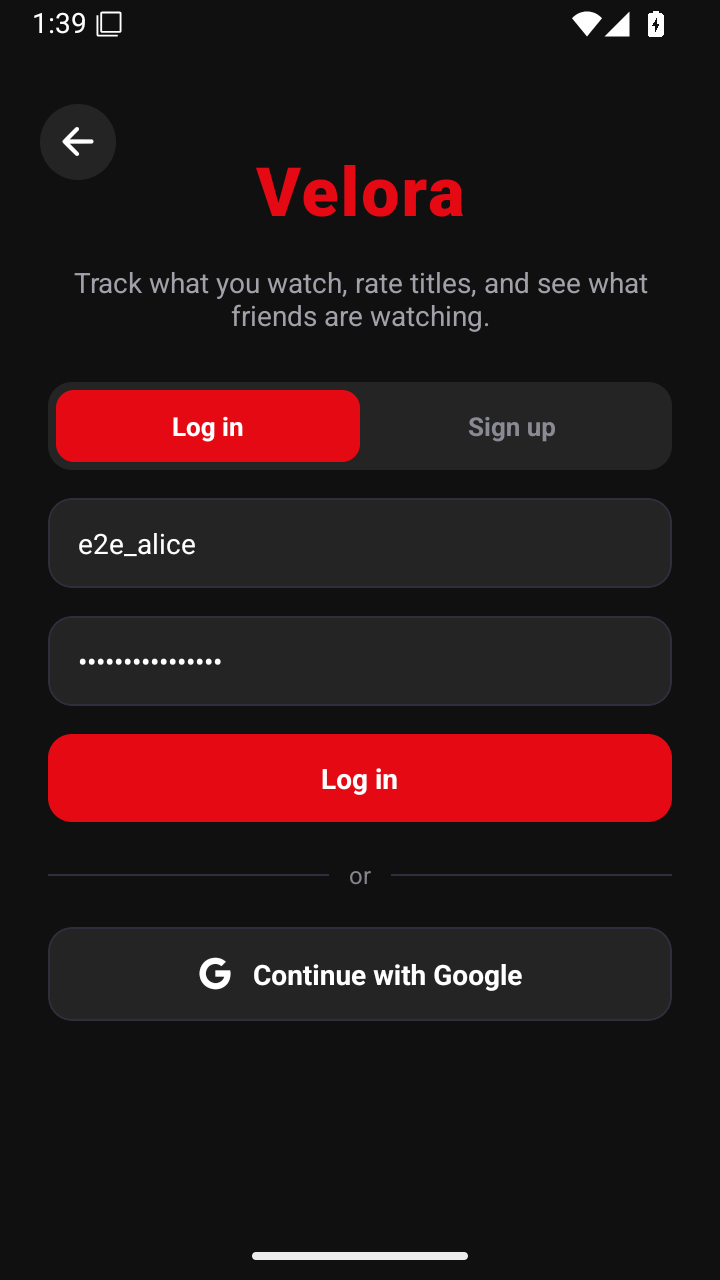 1:39
Velora
Track what you watch, rate titles, and see what
friends are watching.
Log in
Sign up
e2e_alice
••••••••••••••••
Log in
or
Continue with Google